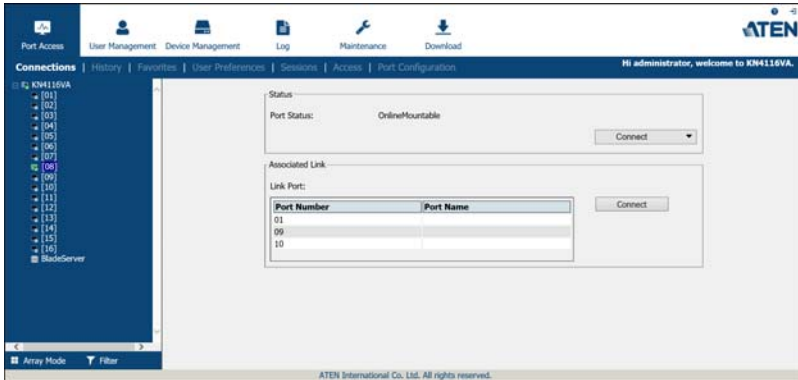 ATEN
Port Access
User Management
Device Management
Log
Maintenance
Download
Connections | History | Favorites | User Preferences | Sessions | Access | Port Configuration
Hi administrator, welcome to KN4116VA.
KN4116VA
[01]
[02]
[03]
[04]
[05]
[06]
[07]
[08]
[09]
[10]
[11]
[12]
[13]
[14]
[15]
[16]
BladeServer
Status
Port Status: OnlineMountable
Connect
Associated Link
Link Port:
Port Number Port Name
01
09
10
Connect
Array Mode
Filter
ATEN International Co. Ltd. All rights reserved.